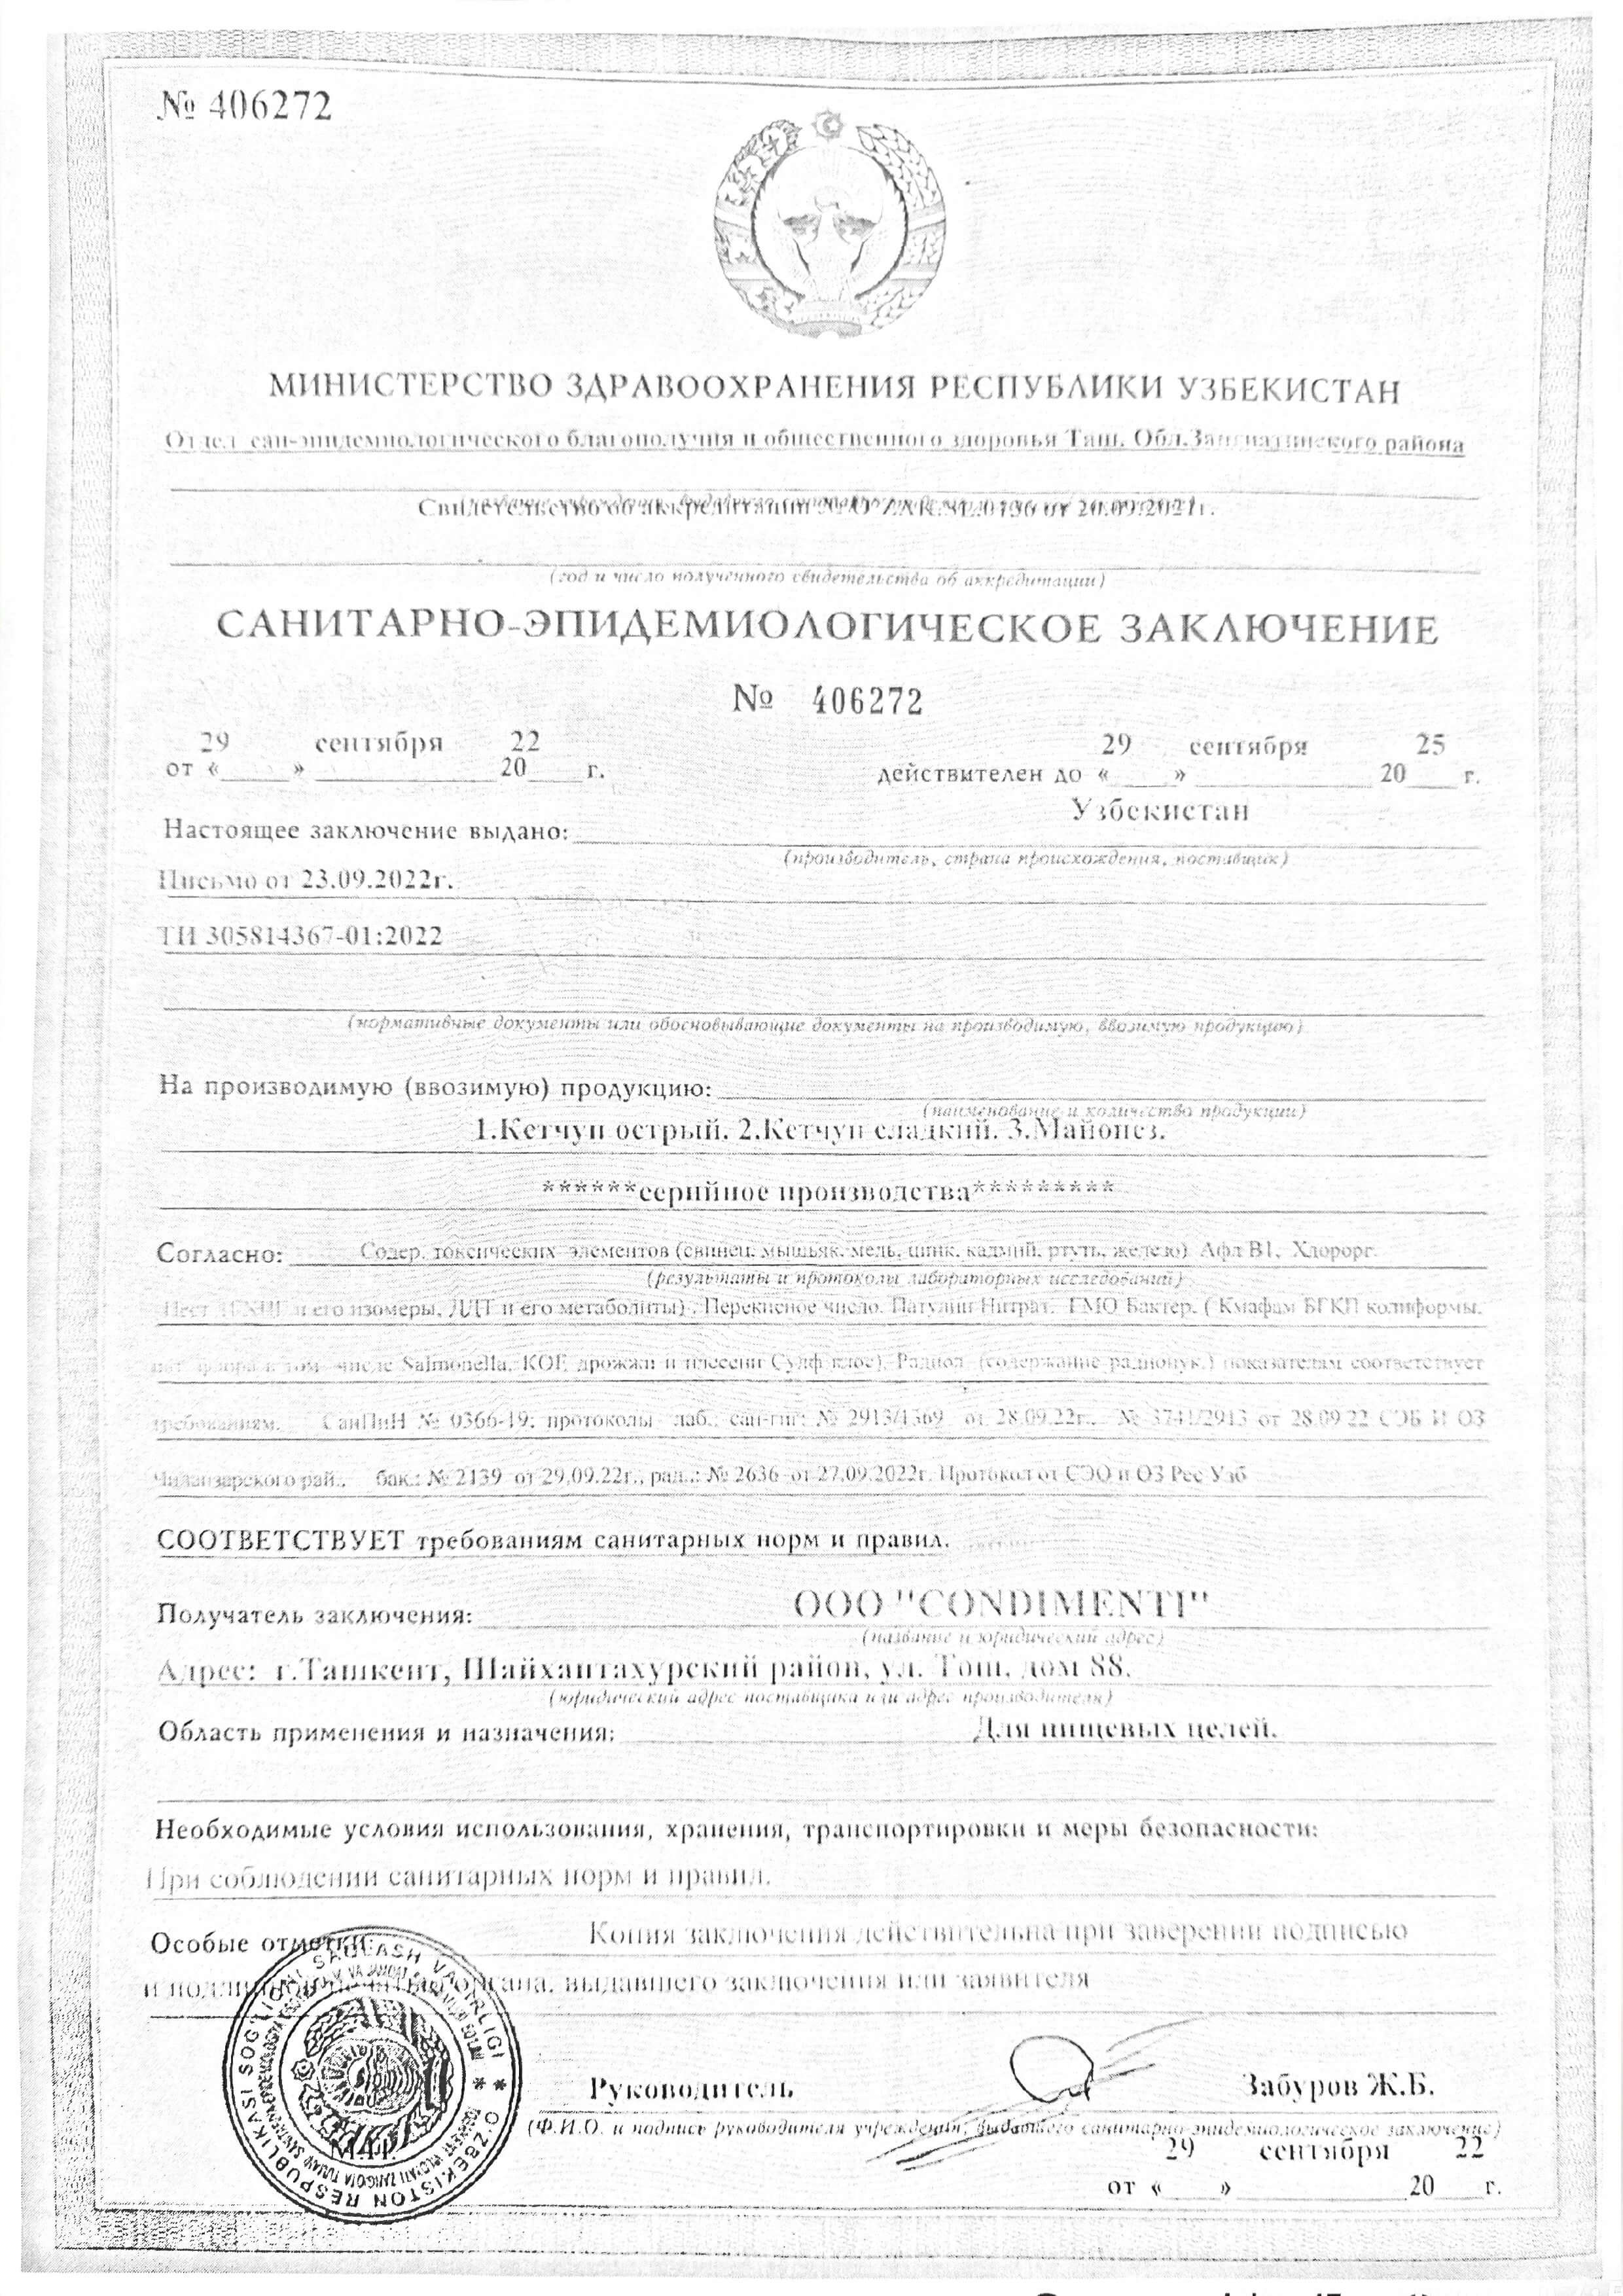 № 406272
МИНИСТЕРСТВО ЗДРАВООХРАНЕНИЯ РЕСПУБЛИКИ УЗБЕКИСТАН
Отдел сан-эпидемиологического благополучия и общественного здоровья Таш. Обл.Зангиатинского района
Свидетельство об аккредитации от 20.09.2021г.
(год и число полученного свидетельства об аккредитации)
САНИТАРНО-ЭПИДЕМИОЛОГИЧЕСКОЕ ЗАКЛЮЧЕНИЕ
№ 406272
29 сентября 22 29 сентября 25
от « » 20 г. действителен до « » 20 г.
Узбекистан
Настоящее заключение выдано:
(производитель, страна происхождения, поставщик)
Письмо от 23.09.2022г.
ТИ 305814367-01:2022
(нормативные документы или обосновывающие документы на производимую, ввозимую продукцию)
На производимую (ввозимую) продукцию:
(наименование и количество продукции)
1.Кетчуп острый. 2.Кетчуп сладкий. 3.Майонез.
******серийное производства*********
Согласно: Содер. токсических элементов (свинец, мышьяк, медь, цинк, кадмий, ртуть, железо) Афл В1, Хлорорг.
(результаты и протоколы лабораторных исследований)
и его изомеры, ДДТ и его метаболиты) . Перекисное число. Патулин Нитрат. ГМО Бактер. ( Кмафам БГКП колиформы.
в том числе Salmonella, КОЕ дрожжи и плесени . Радиол. (содержание радионук.) показателям соответствует
требованиям. СанПиН № 0366-19: протоколы лаб.: сан-гиг: № 2913/1369 от 28.09.22г., № 3741/2913 от 28.09.22 СЭБ И ОЗ
Чиланзарского рай., бак.: № 2139 от 29.09.22г., рад.: № 2636 от 27.09.2022г. Протокол от СЭО и ОЗ Рес Узб
СООТВЕТСТВУЕТ требованиям санитарных норм и правил.
Получатель заключения: ООО "CONDIMENTI"
(название и юридический адрес)
Адрес: г.Ташкент, Шайхантахурский район, ул. Тош, дом 88.
(юридический адрес поставщика или адрес производителя)
Область применения и назначения: Для пищевых целей.
Необходимые условия использования, хранения, транспортировки и меры безопасности:
При соблюдении санитарных норм и правил.
Особые отметки: Копия заключения действительна при заверении подписью
и органа, выдавшего заключения или заявителя
O'ZBEKISTON RESPUBLIKASI SOG'LIQNI SAQLASH VAZIRLIGI
Руководитель Забуров Ж.Б.
(Ф.И.О. и подпись руководителя учреждения, выдавшего санитарно-эпидемиологическое заключение)
29 сентября 22
от « » 20 г.